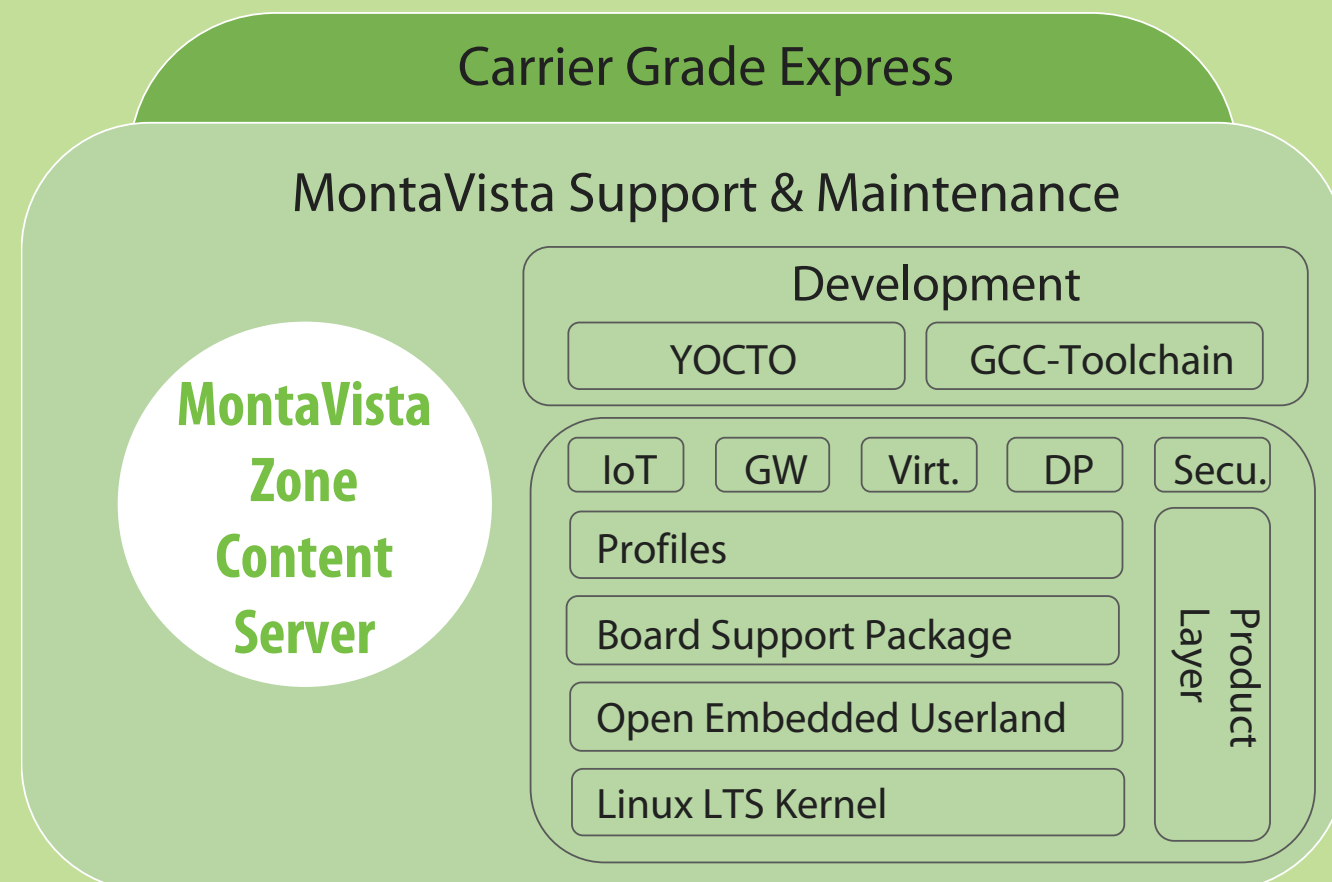 Carrier Grade Express
MontaVista Support & Maintenance
MontaVista
Zone
Content
Server
Development
YOCTO
GCC-Toolchain
IoT
GW
Virt.
DP
Secu.
Profiles
Board Support Package
Open Embedded Userland
Linux LTS Kernel
Product
Layer